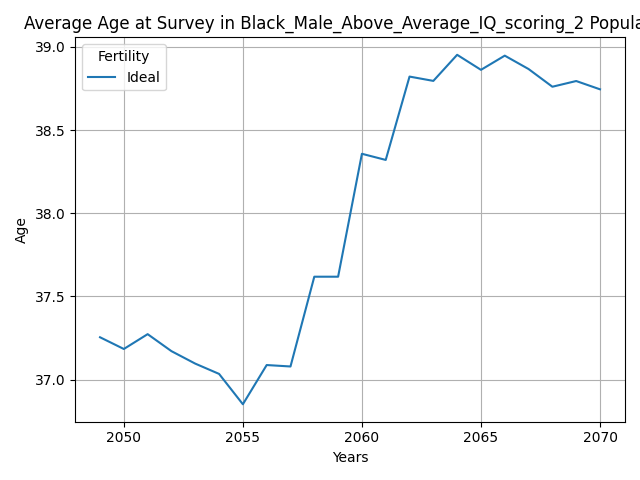 Average Age at Survey in Black_Male_Above_Average_IQ_scoring_2 Popula
Fertility
Ideal
39.0
38.5
38.0
37.5
37.0
Age
2050 2055 2060 2065 2070
Years